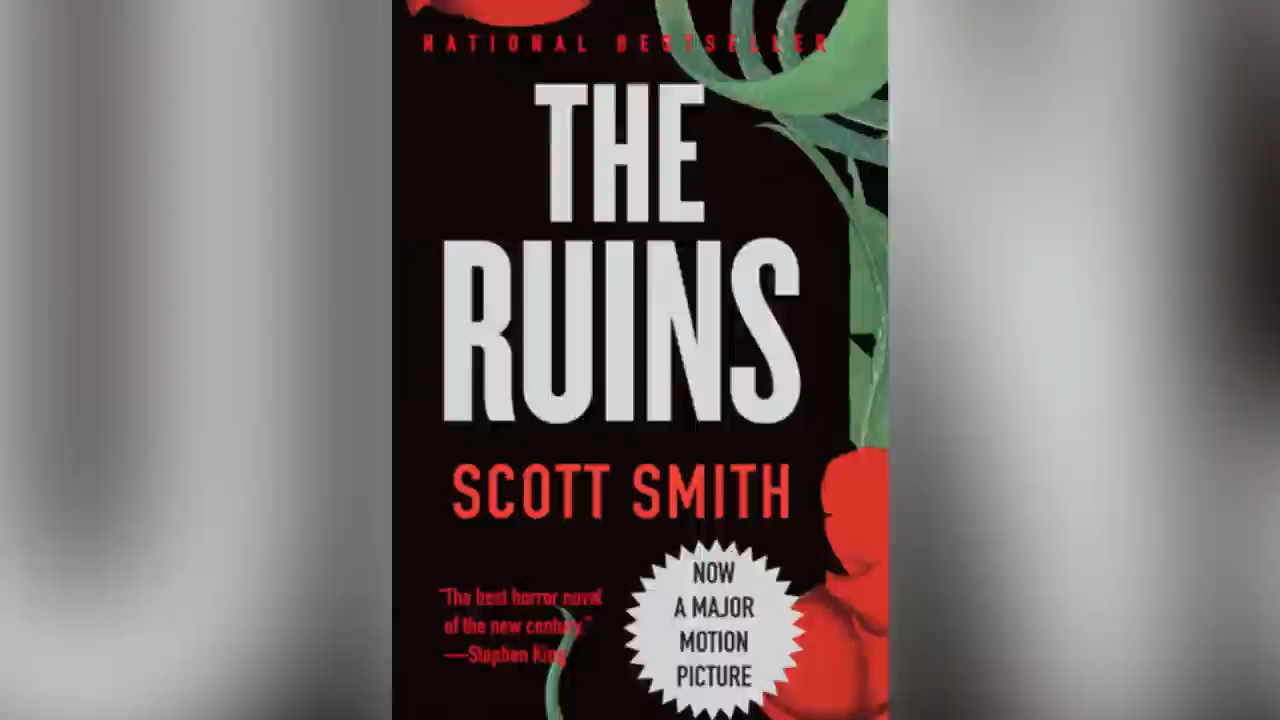 NATIONAL BESTSELLER
THE
RUINS
SCOTT SMITH
"The best horror novel
of the new century."
—Stephen King
NOW
A MAJOR
MOTION
PICTURE